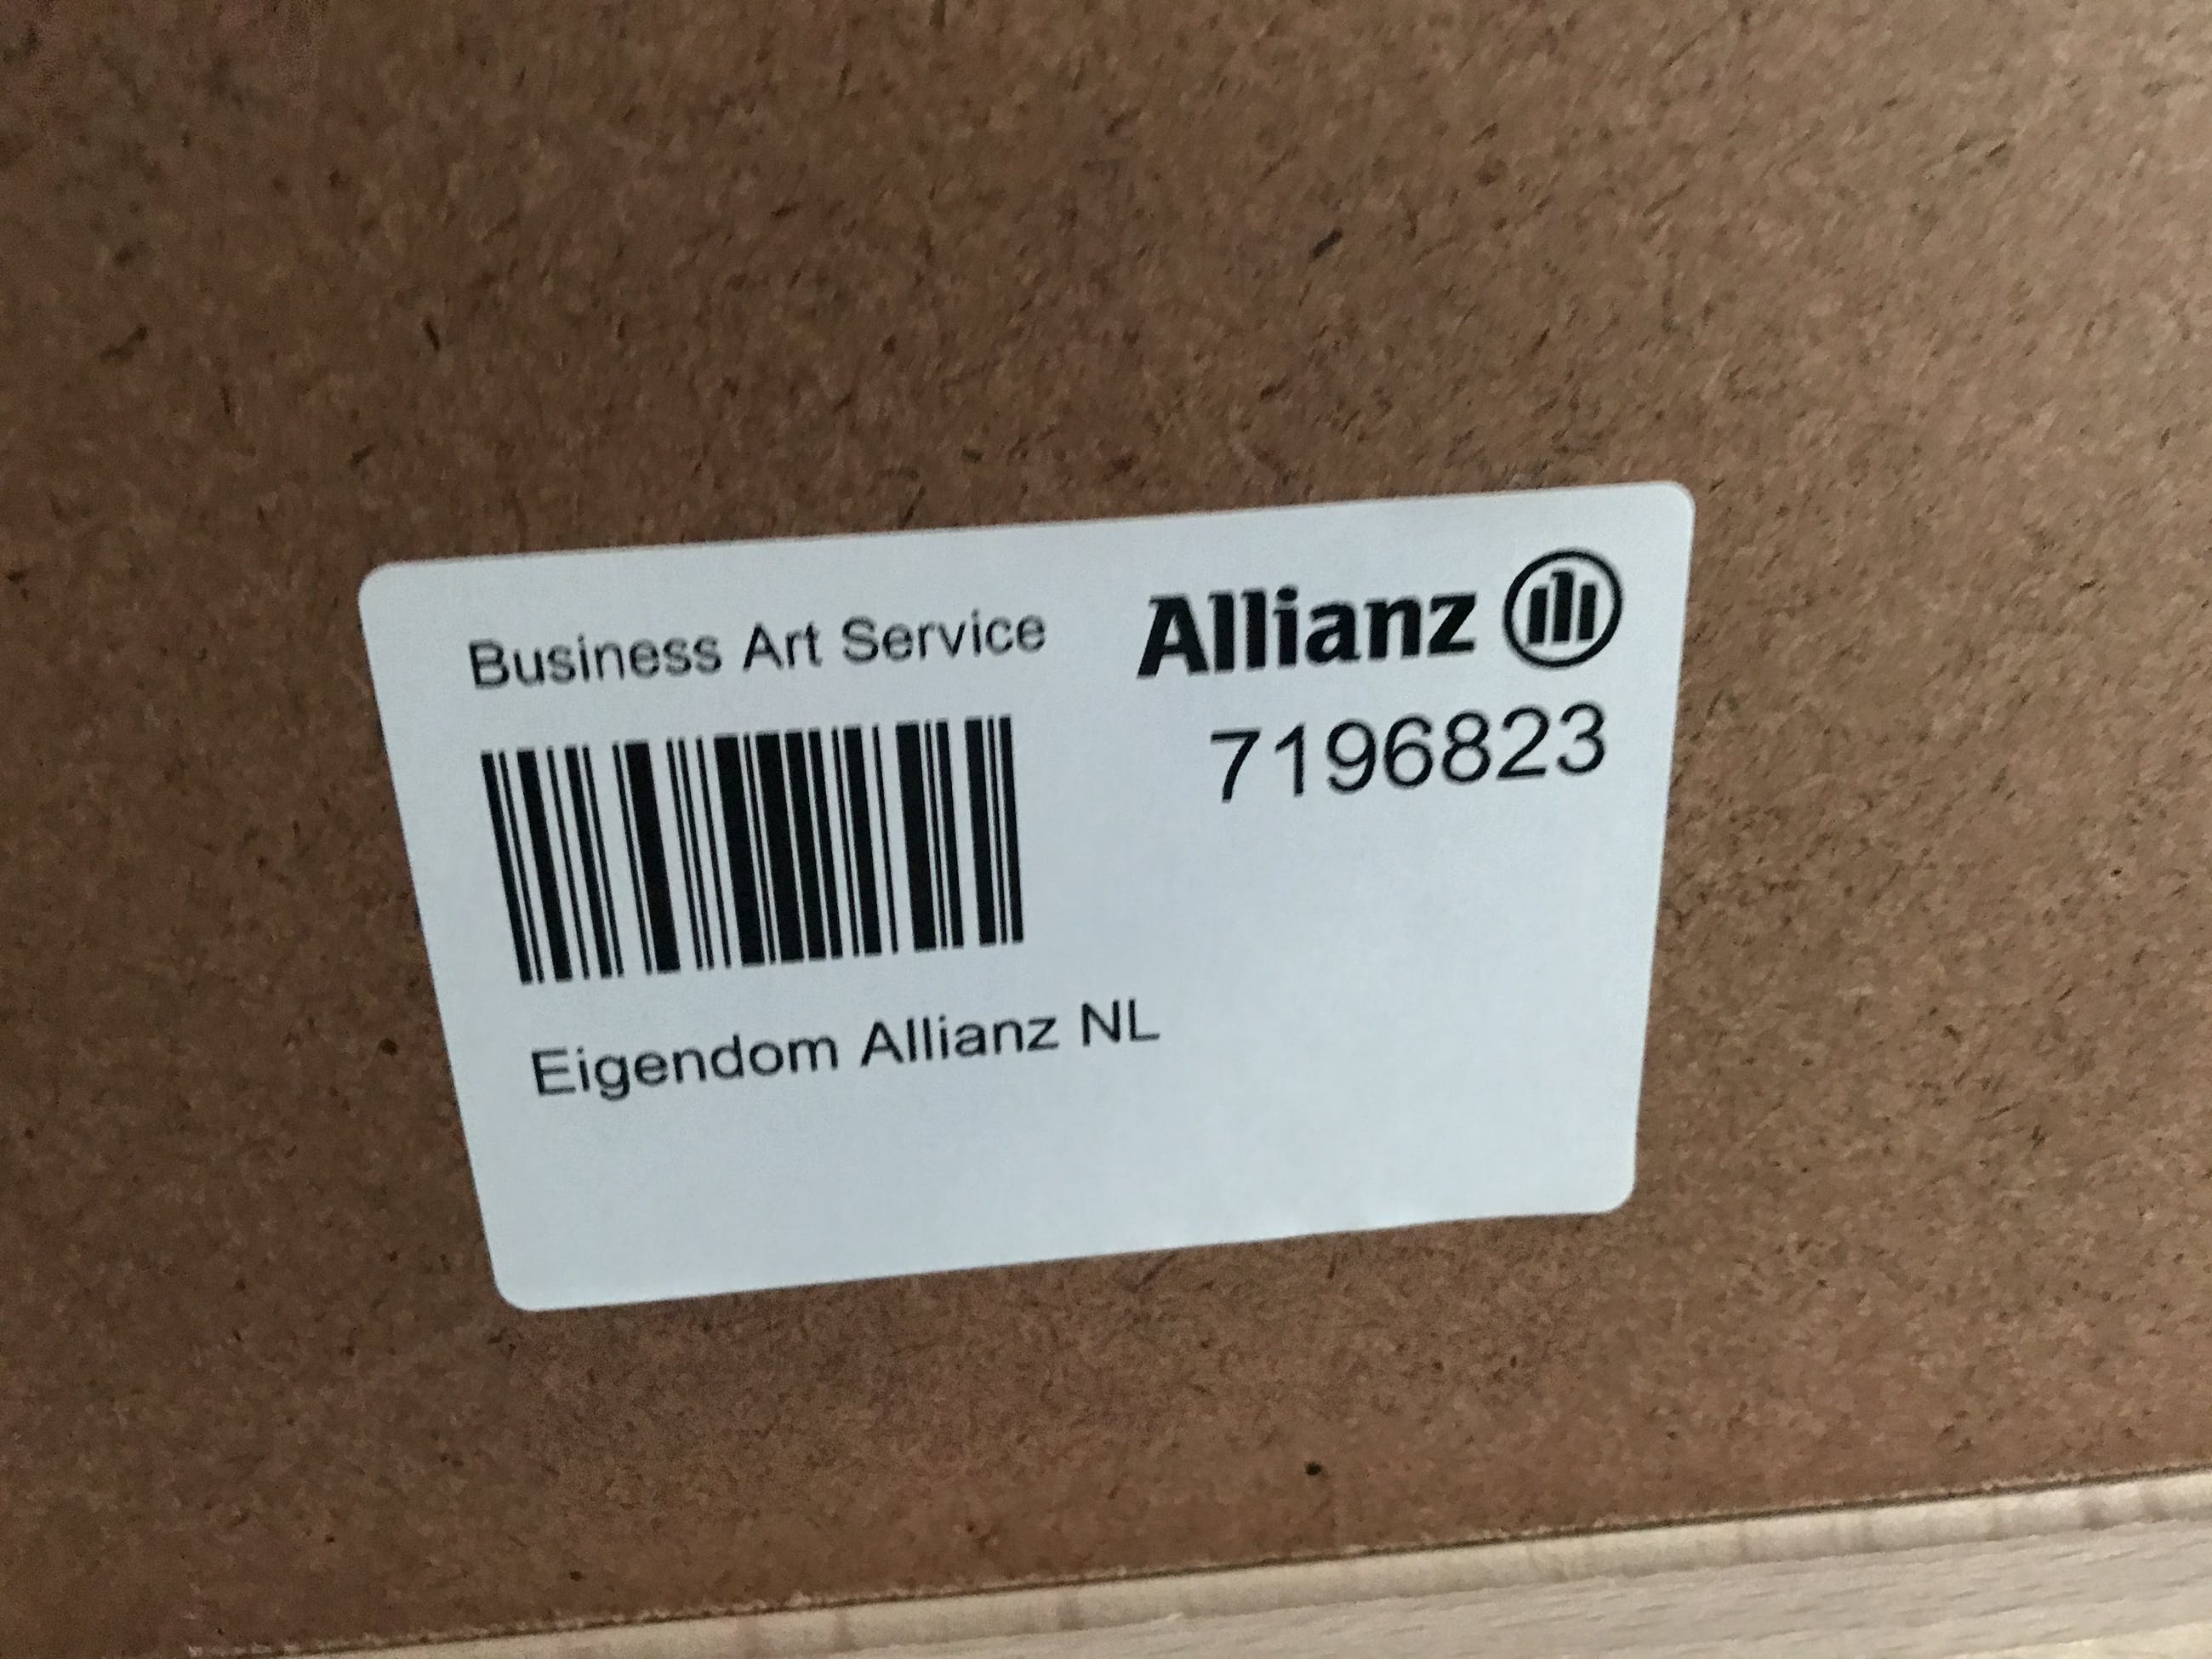 Business Art Service
Allianz
7196823
Eigendom Allianz NL